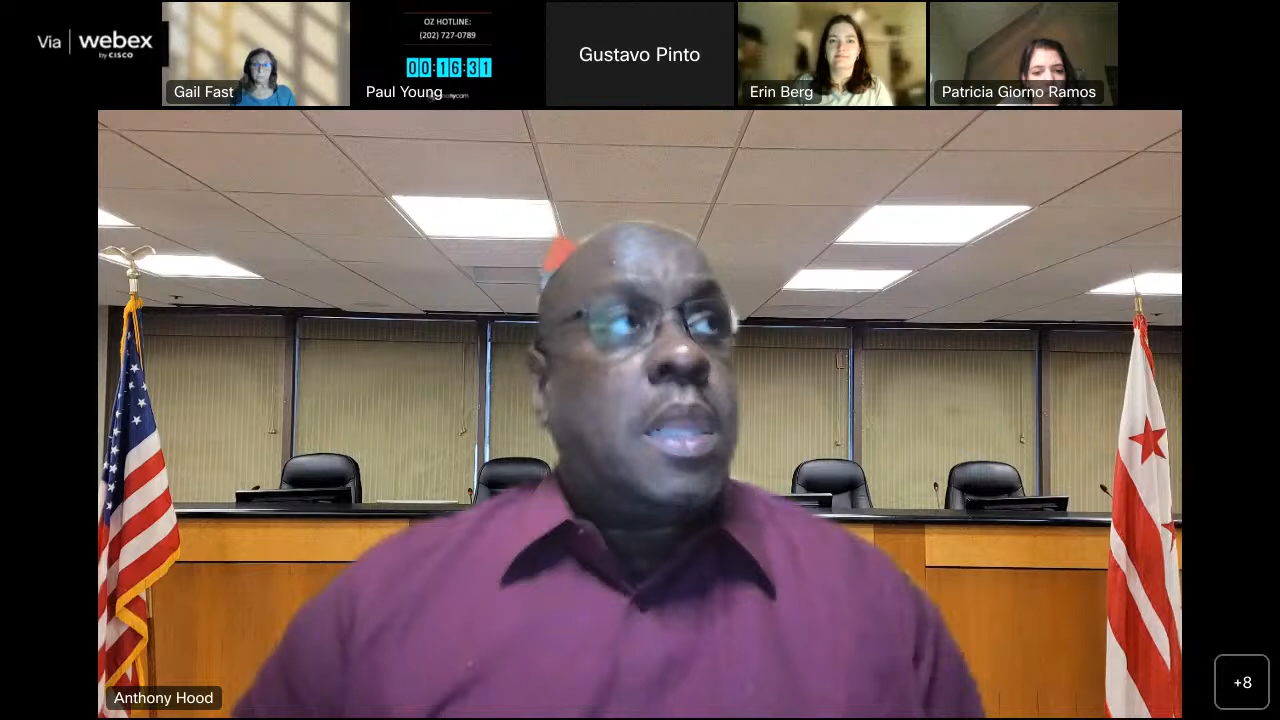 Via webex
by CISCO
Gail Fast
OZ HOTLINE:
(202) 727-0789
00:16:31
Paul Young
Gustavo Pinto
Erin Berg
Patricia Giorno Ramos
Anthony Hood
+8